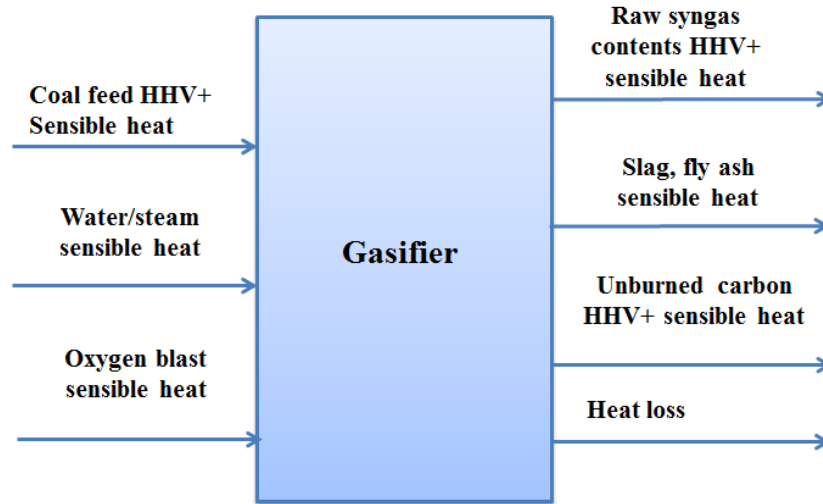 Coal feed HHV+
Sensible heat
Water/steam
sensible heat
Oxygen blast
sensible heat
Gasifier
Raw syngas
contents HHV+
sensible heat
Slag, fly ash
sensible heat
Unburned carbon
HHV+ sensible heat
Heat loss